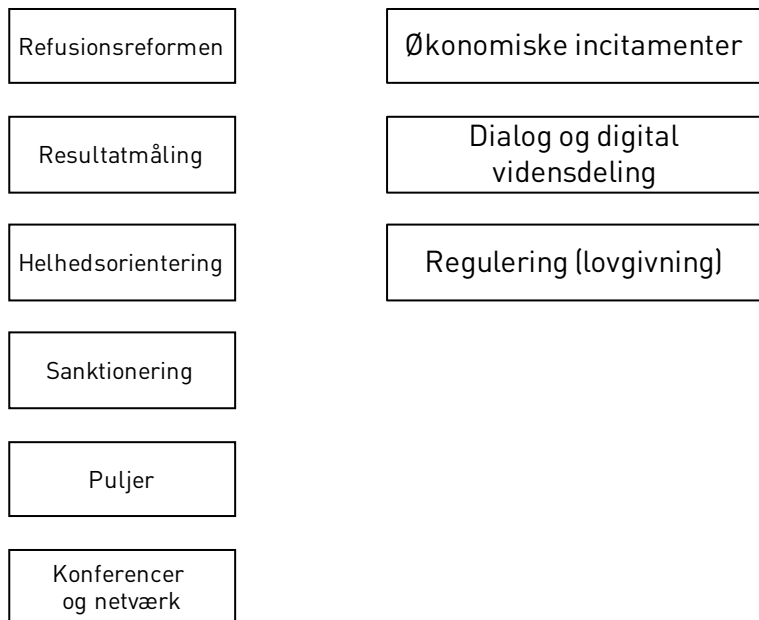 Refusionsreformen
Økonomiske incitamenter
Resultatmåling
Dialog og digital
vidensdeling
Helhedsorientering
Regulering (lovgivning)
Sanktionering
Puljer
Konferencer
og netværk